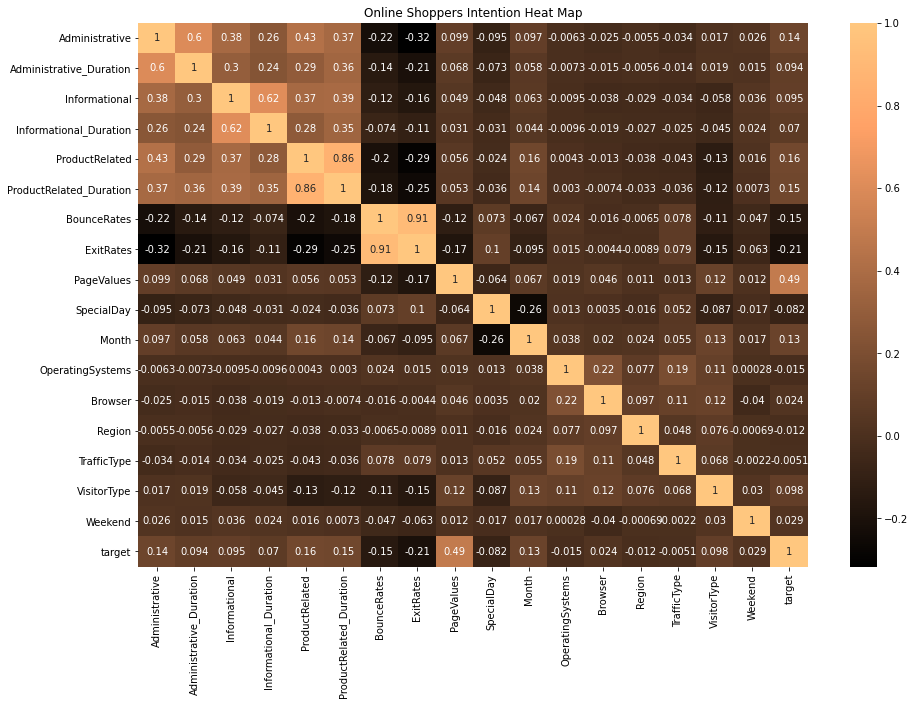 Online Shoppers Intention Heat Map
Administrative 1 0.6 0.38 0.26 0.43 0.37 -0.22 -0.32 0.099 -0.095 0.097 -0.0063 -0.025 -0.0055 -0.034 0.017 0.026 0.14
Administrative_Duration 0.6 1 0.3 0.24 0.29 0.36 -0.14 -0.21 0.068 -0.073 0.058 -0.0073 -0.015 -0.0056 -0.014 0.019 0.015 0.094
Informational 0.38 0.3 1 0.62 0.37 0.39 -0.12 -0.16 0.049 -0.048 0.063 -0.0095 -0.038 -0.029 -0.034 -0.058 0.036 0.095
Informational_Duration 0.26 0.24 0.62 1 0.28 0.35 -0.074 -0.11 0.031 -0.031 0.044 -0.0096 -0.019 -0.027 -0.025 -0.045 0.024 0.07
ProductRelated 0.43 0.29 0.37 0.28 1 0.86 -0.2 -0.29 0.056 -0.024 0.16 0.0043 -0.013 -0.038 -0.043 -0.13 0.016 0.16
ProductRelated_Duration 0.37 0.36 0.39 0.35 0.86 1 -0.18 -0.25 0.053 -0.036 0.14 0.003 -0.0074 -0.033 -0.036 -0.12 0.0073 0.15
BounceRates -0.22 -0.14 -0.12 -0.074 -0.2 -0.18 1 0.91 -0.12 0.073 -0.067 0.024 -0.016 -0.0065 0.078 -0.11 -0.047 -0.15
ExitRates -0.32 -0.21 -0.16 -0.11 -0.29 -0.25 0.91 1 -0.17 0.1 -0.095 0.015 -0.0044 -0.0089 0.079 -0.15 -0.063 -0.21
PageValues 0.099 0.068 0.049 0.031 0.056 0.053 -0.12 -0.17 1 -0.064 0.067 0.019 0.046 0.011 0.013 0.12 0.012 0.49
SpecialDay -0.095 -0.073 -0.048 -0.031 -0.024 -0.036 0.073 0.1 -0.064 1 -0.26 0.013 0.0035 -0.016 0.052 -0.087 -0.017 -0.082
Month 0.097 0.058 0.063 0.044 0.16 0.14 -0.067 -0.095 0.067 -0.26 1 0.038 0.02 0.024 0.055 0.13 0.017 0.13
OperatingSystems -0.0063 -0.0073 -0.0095 -0.0096 0.0043 0.003 0.024 0.015 0.019 0.013 0.038 1 0.22 0.077 0.19 0.11 0.00028 -0.015
Browser -0.025 -0.015 -0.038 -0.019 -0.013 -0.0074 -0.016 -0.0044 0.046 0.0035 0.02 0.22 1 0.097 0.11 0.12 -0.04 0.024
Region -0.0055 -0.0056 -0.029 -0.027 -0.038 -0.033 -0.0065 -0.0089 0.011 -0.016 0.024 0.077 0.097 1 0.048 0.076 -0.00069 -0.012
TrafficType -0.034 -0.014 -0.034 -0.025 -0.043 -0.036 0.078 0.079 0.013 0.052 0.055 0.19 0.11 0.048 1 0.068 -0.0022 -0.0051
VisitorType 0.017 0.019 -0.058 -0.045 -0.13 -0.12 -0.11 -0.15 0.12 -0.087 0.13 0.11 0.12 0.076 0.068 1 0.03 0.098
Weekend 0.026 0.015 0.036 0.024 0.016 0.0073 -0.047 -0.063 0.012 -0.017 0.017 0.00028 -0.04 -0.00069 -0.0022 0.03 1 0.029
target 0.14 0.094 0.095 0.07 0.16 0.15 -0.15 -0.21 0.49 -0.082 0.13 -0.015 0.024 -0.012 -0.0051 0.098 0.029 1
Administrative
Administrative_Duration
Informational
Informational_Duration
ProductRelated
ProductRelated_Duration
BounceRates
ExitRates
PageValues
SpecialDay
Month
OperatingSystems
Browser
Region
TrafficType
VisitorType
Weekend
target
1.0
0.8
0.6
0.4
0.2
0.0
−0.2